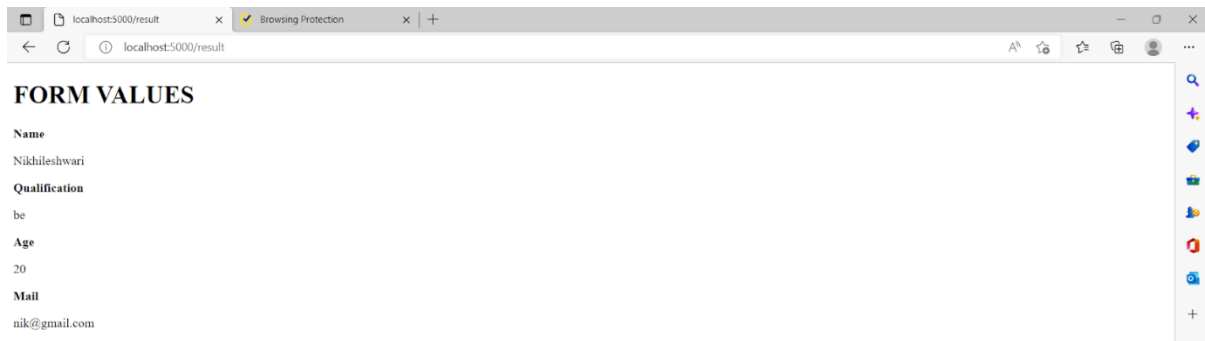 localhost:5000/result
Browsing Protection
localhost:5000/result
FORM VALUES
Name
Nikhileshwari
Qualification
be
Age
20
Mail
nik@gmail.com